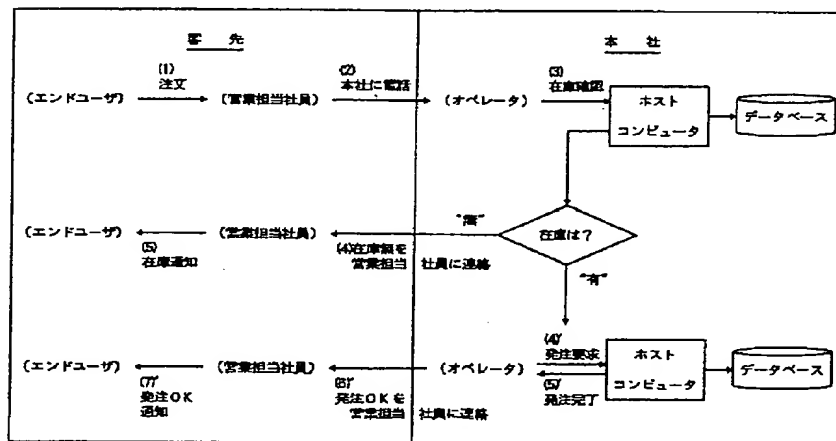 客先
本社
(1)
注文
(2)
本社に電話
(3)
在庫確認
(エンドユーザ)
(営業担当社員)
(オペレータ)
ホスト
コンピュータ
データベース
"無"
在庫は?
(エンドユーザ)
(営業担当社員)
(5)
在庫通知
(4)在庫無を
営業担当 社員に連絡
"有"
(4)'
発注要求
(エンドユーザ)
(営業担当社員)
(オペレータ)
ホスト
コンピュータ
データベース
(7)'
発注OK
通知
(6)'
発注OKを
営業担当 社員に連絡
(5)'
発注完了